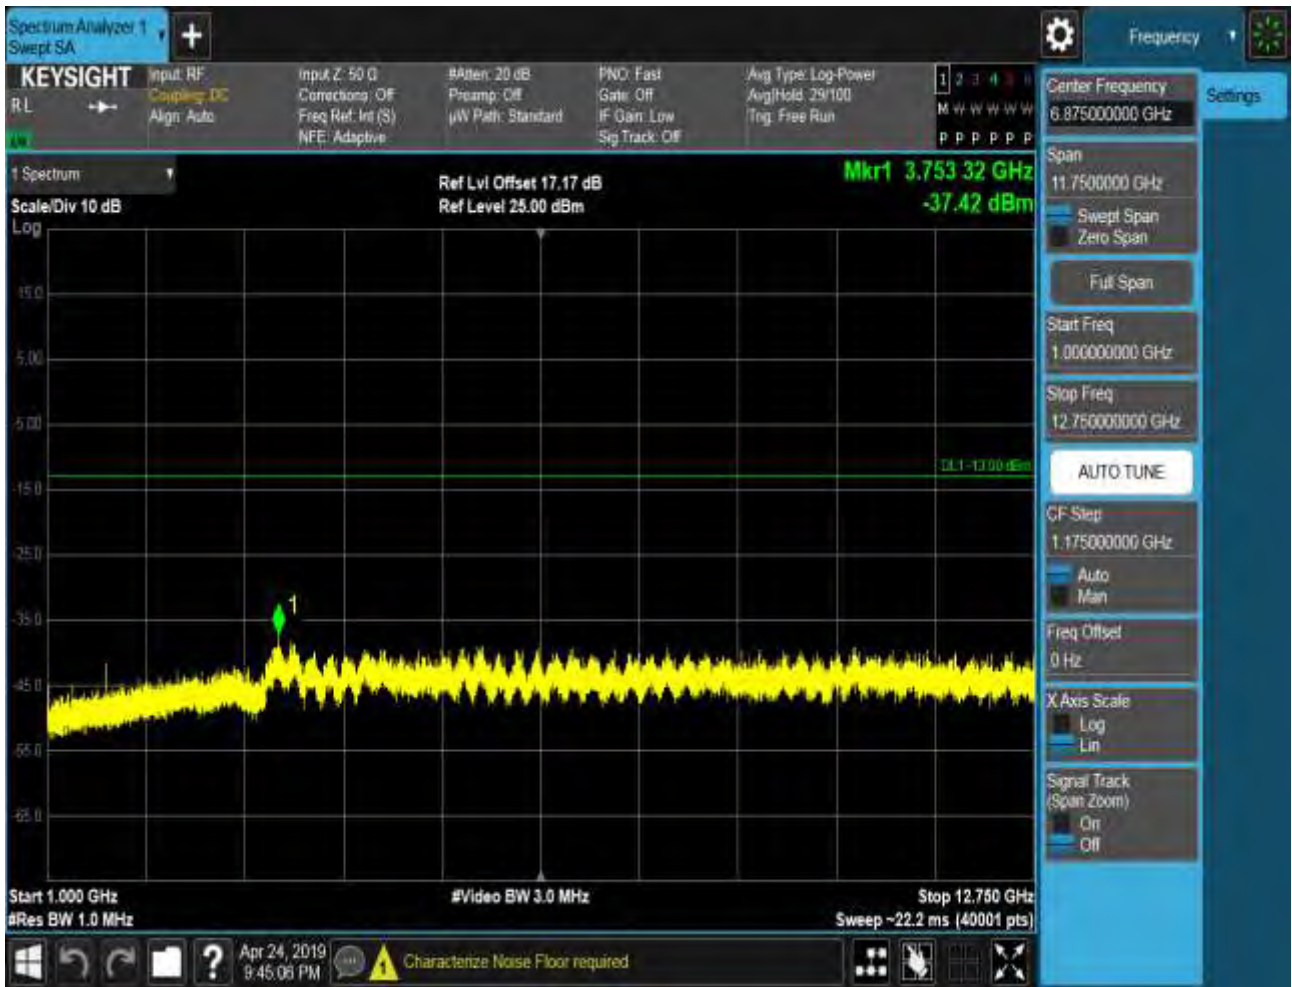 Spectrum Analyzer 1
Swept SA
Frequency
KEYSIGHT
RL
Input: RF
Coupling: DC
Align: Auto
Input Z: 50 Ω
Corrections: Off
Freq Ref: Int (S)
NFE: Adaptive
#Atten: 20 dB
Preamp: Off
µW Path: Standard
PNO: Fast
Gate: Off
IF Gain: Low
Sig Track: Off
Avg Type: Log-Power
Avg|Hold: 29/100
Trig: Free Run
1 2 3 4 5 6
M W W W W W
P P P P P P
1 Spectrum
Scale/Div 10 dB
Log
Ref Lvl Offset 17.17 dB
Ref Level 25.00 dBm
Mkr1 3.753 32 GHz
-37.42 dBm
15.0
5.00
-5.00
DL1 -13.00 dBm
-15.0
-25.0
1
-35.0
-45.0
-55.0
-65.0
Start 1.000 GHz
#Res BW 1.0 MHz
#Video BW 3.0 MHz
Stop 12.750 GHz
Sweep ~22.2 ms (40001 pts)
Center Frequency
6.875000000 GHz
Settings
Span
11.7500000 GHz
Swept Span
Zero Span
Full Span
Start Freq
1.000000000 GHz
Stop Freq
12.750000000 GHz
AUTO TUNE
CF Step
1.175000000 GHz
Auto
Man
Freq Offset
0 Hz
X Axis Scale
Log
Lin
Signal Track
(Span Zoom)
On
Off
?
Apr 24, 2019
9:45:06 PM
1
Characterize Noise Floor required